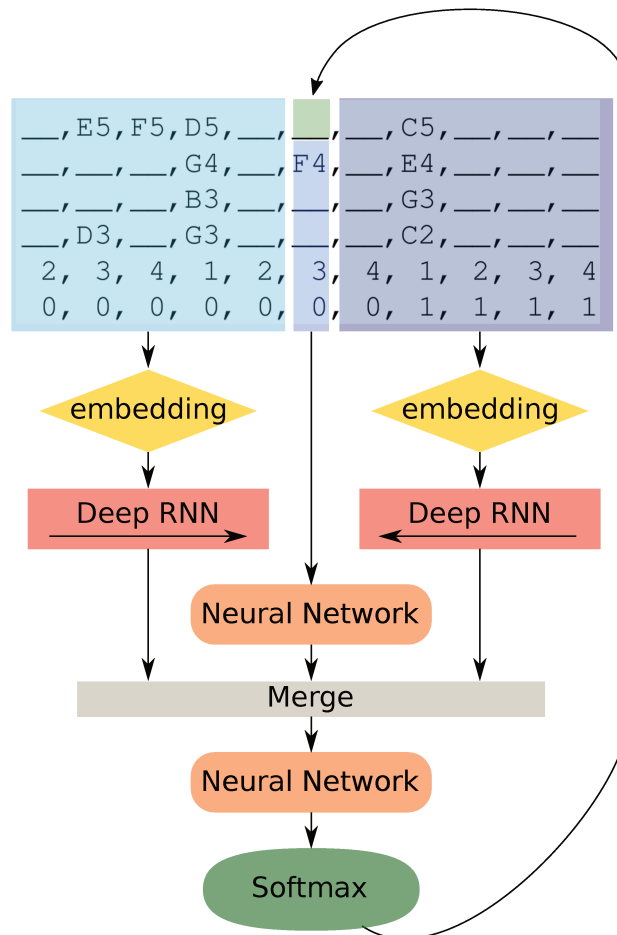 __,E5,F5,D5,__,__,__,C5,__,__,__
__,__,__,G4,__,F4,__,E4,__,__,__
__,__,__,B3,__,__,__,G3,__,__,__
__,D3,__,G3,__,__,__,C2,__,__,__
2, 3, 4, 1, 2, 3, 4, 1, 2, 3, 4
0, 0, 0, 0, 0, 0, 0, 1, 1, 1, 1
embedding embedding
Deep RNN Deep RNN
Neural Network
Merge
Neural Network
Softmax